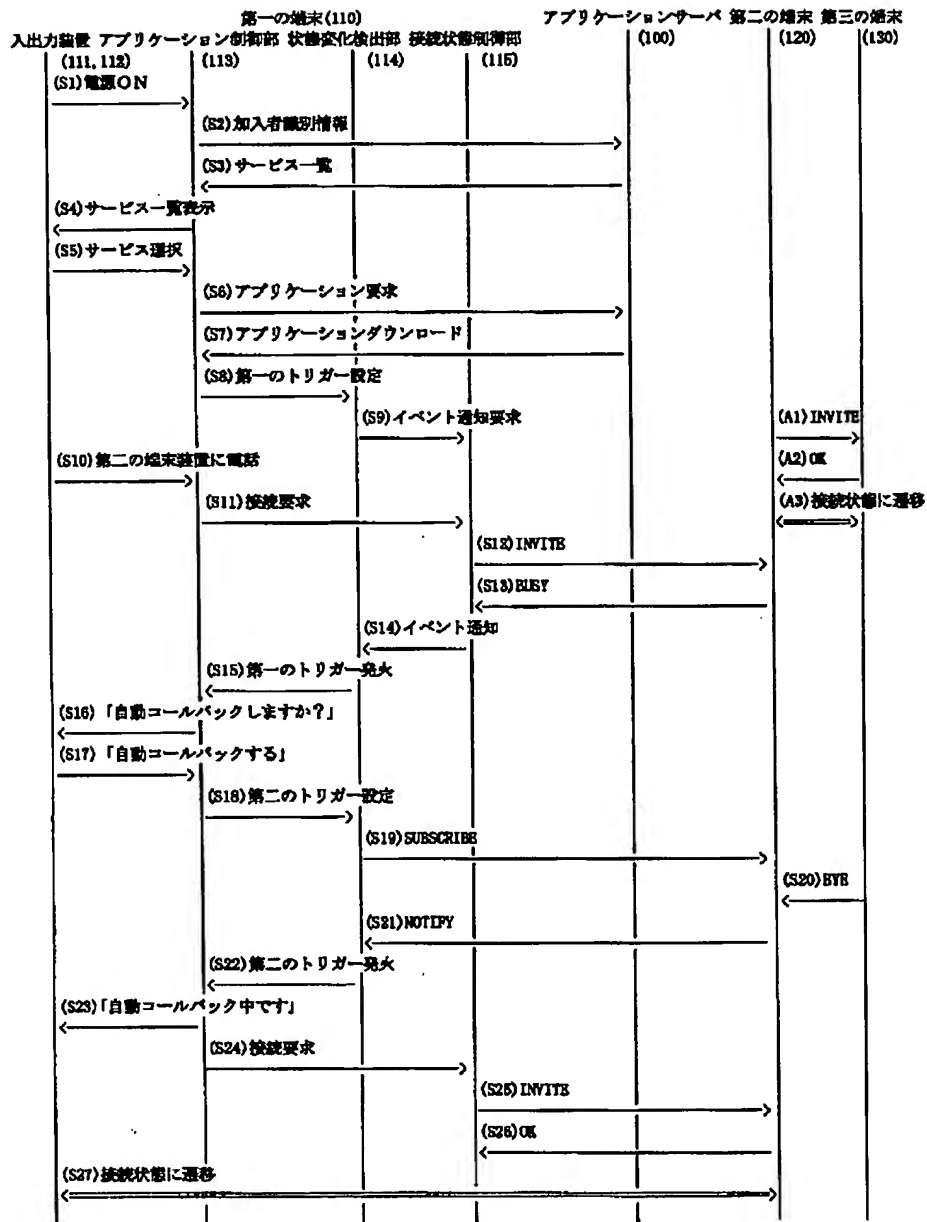 第一の端末(110)
アプリケーションサーバ 第二の端末 第三の端末
入出力装置 アプリケーション制御部 状態変化検出部 接続状態制御部 (100) (120) (130)
(111, 112) (113) (114) (115)
(S1)電源ON
(S2)加入者識別情報
(S3)サービス一覧
(S4)サービス一覧表示
(S5)サービス選択
(S6)アプリケーション要求
(S7)アプリケーションダウンロード
(S8)第一のトリガー設定
(S9)イベント通知要求 (A1)INVITE
(S10)第二の端末装置に電話 (A2)OK
(S11)接続要求 (A3)接続状態に遷移
(S12)INVITE
(S13)BUSY
(S14)イベント通知
(S15)第一のトリガー発火
(S16)「自動コールバックしますか?」
(S17)「自動コールバックする」
(S18)第二のトリガー設定
(S19)SUBSCRIBE
(S20)BYE
(S21)NOTIFY
(S22)第二のトリガー発火
(S23)「自動コールバック中です」
(S24)接続要求
(S25)INVITE
(S26)OK
(S27)接続状態に遷移